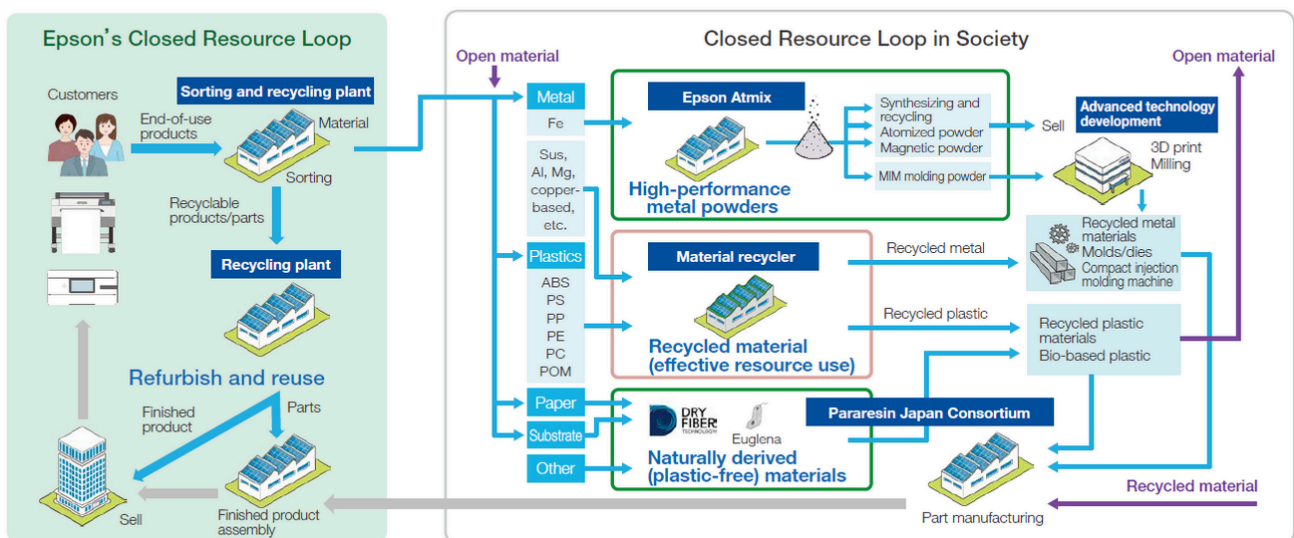 Epson's Closed Resource Loop
Customers
End-of-use
products
Sorting and recycling plant
Material
Sorting
Recyclable
products/parts
Recycling plant
Refurbish and reuse
Finished
product
Parts
Sell
Finished product
assembly
Closed Resource Loop in Society
Open material
Open material
Metal
Fe
Sus,
Al, Mg,
copper-
based,
etc.
Plastics
ABS
PS
PP
PE
PC
POM
Paper
Substrate
Other
Epson Atmix
High-performance
metal powders
Synthesizing and
recycling
Atomized powder
Magnetic powder
MIM molding powder
Sell
Advanced technology
development
3D print
Milling
Material recycler
Recycled material
(effective resource use)
Recycled metal
Recycled plastic
Recycled metal
materials
Molds/dies
Compact injection
molding machine
Recycled plastic
materials
Bio-based plastic
DRY
FIBER
TECHNOLOGY
Euglena
Naturally derived
(plastic-free) materials
Pararesin Japan Consortium
Part manufacturing
Recycled material